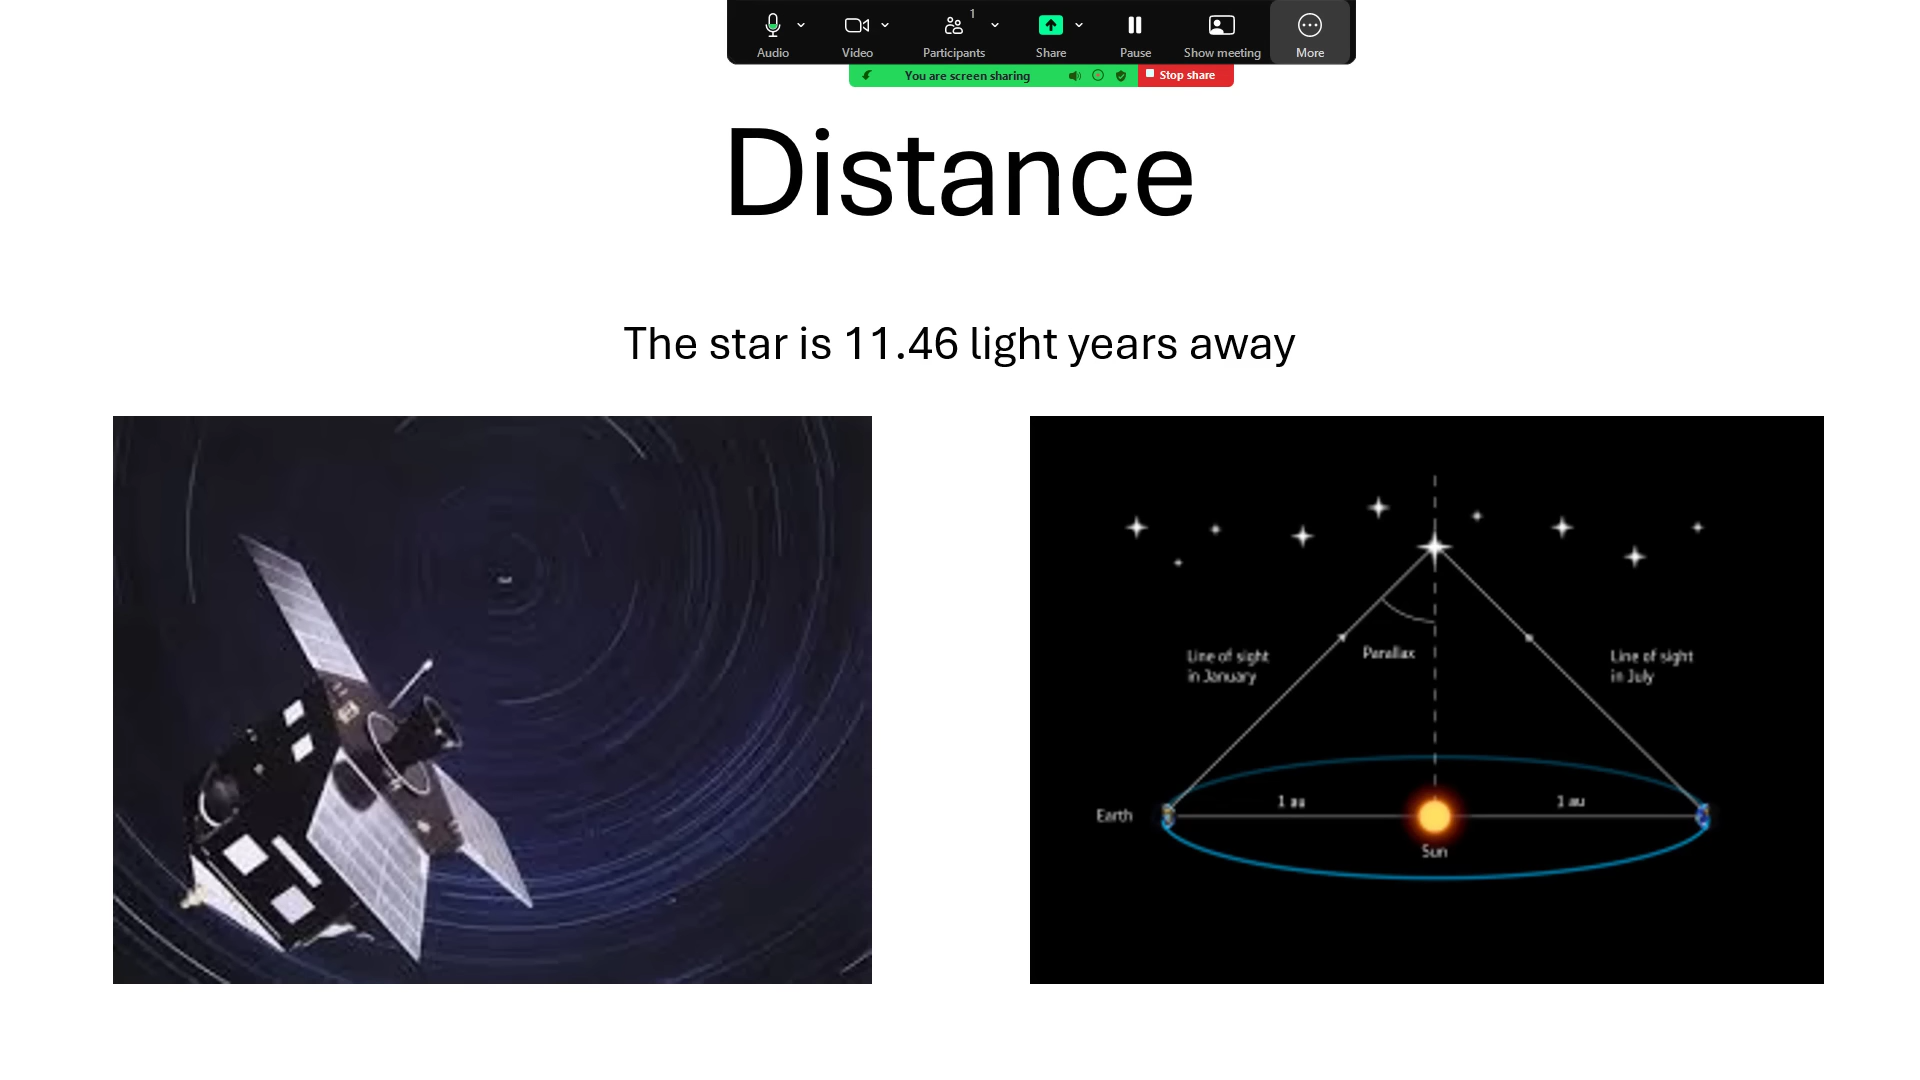 1
Audio Video Participants Share Pause Show meeting More
You are screen sharing Stop share
Distance
The star is 11.46 light years away
Line of sight
in January
Parallax
Line of sight
in July
1 au 1 au
Earth
Sun